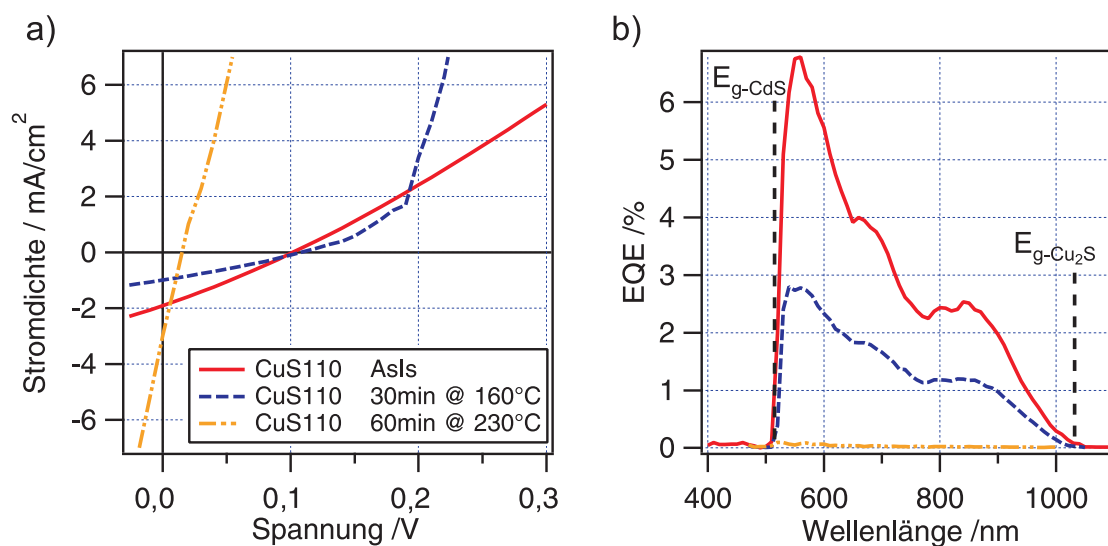 a)
Stromdichte / mA/cm²
6
4
2
0
-2
-4
-6
CuS110 AsIs
CuS110 30min @ 160°C
CuS110 60min @ 230°C
0,0 0,1 0,2 0,3
Spannung /V
b)
EQE /%
6
5
4
3
2
1
0
E_g-CdS
E_g-Cu₂S
400 600 800 1000
Wellenlänge /nm